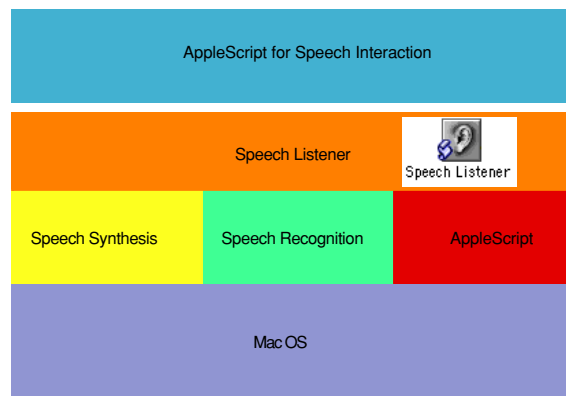 AppleScript for Speech Interaction
Speech Listener
Speech Listener
Speech Synthesis
Speech Recognition
AppleScript
Mac OS